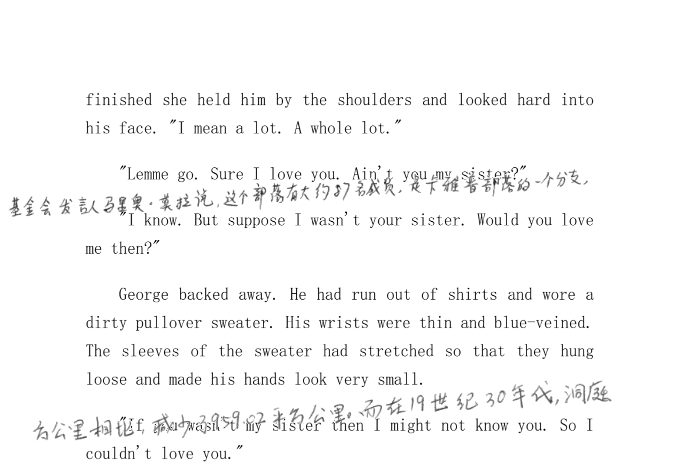 finished she held him by the shoulders and looked hard into
his face. "I mean a lot. A whole lot."
"Lemme go. Sure I love you. Ain't you my sister?"
基金会发言人马里奥·莫拉说,这个部落有大约87名成员,是卡雅普部落的一个分支,
"I know. But suppose I wasn't your sister. Would you love
me then?"
George backed away. He had run out of shirts and wore a
dirty pullover sweater. His wrists were thin and blue-veined.
The sleeves of the sweater had stretched so that they hung
loose and made his hands look very small.
方公里相比,减少3959.02平方公里。而在19世纪30年代,洞庭
"If you wasn't my sister then I might not know you. So I
couldn't love you."